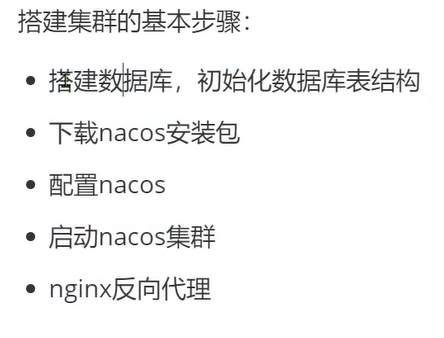 搭建集群的基本步骤：
搭建数据库，初始化数据库表结构
下载nacos安装包
配置nacos
启动nacos集群
nginx反向代理